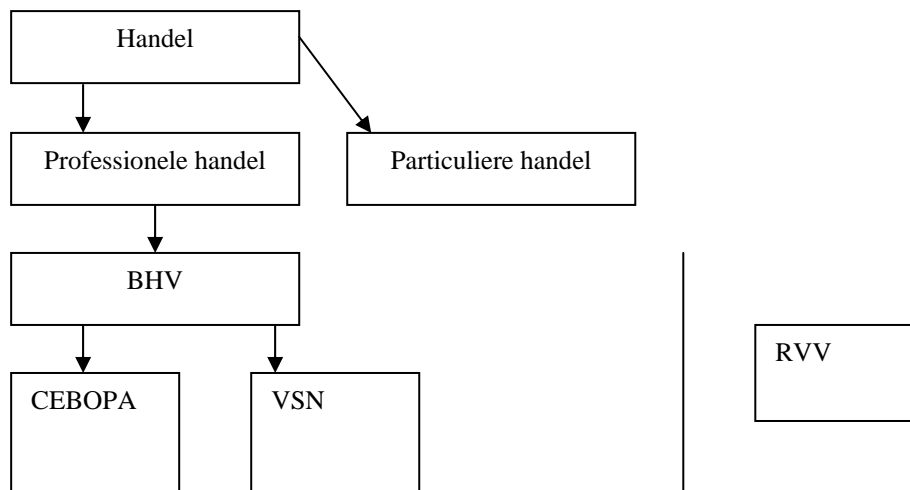 Handel
Professionele handel
Particuliere handel
BHV
RVV
CEBOPA
VSN